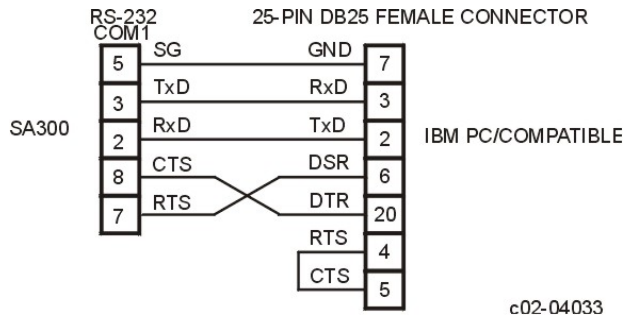 RS-232 25-PIN DB25 FEMALE CONNECTOR
COM1
5 SG GND 7
3 TxD RxD 3
SA300 2 RxD TxD 2 IBM PC/COMPATIBLE
8 CTS DSR 6
7 RTS DTR 20
RTS 4
CTS 5
c02-04033